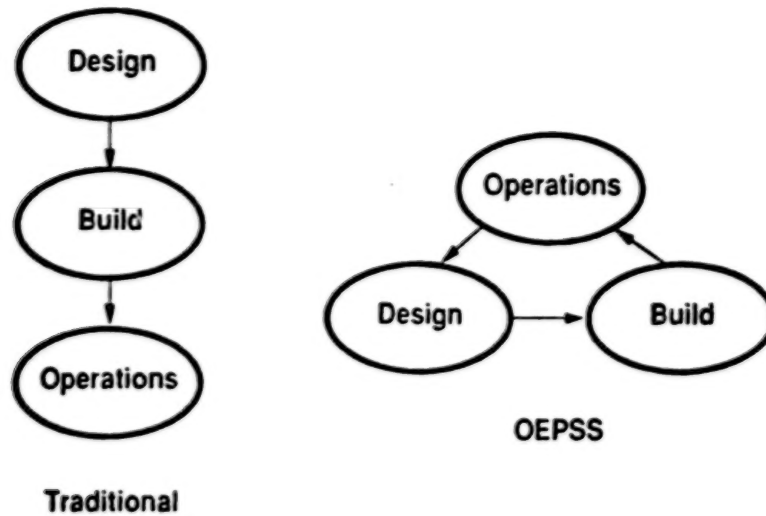 Design
Build
Operations
Traditional
Operations
Design
Build
OEPSS